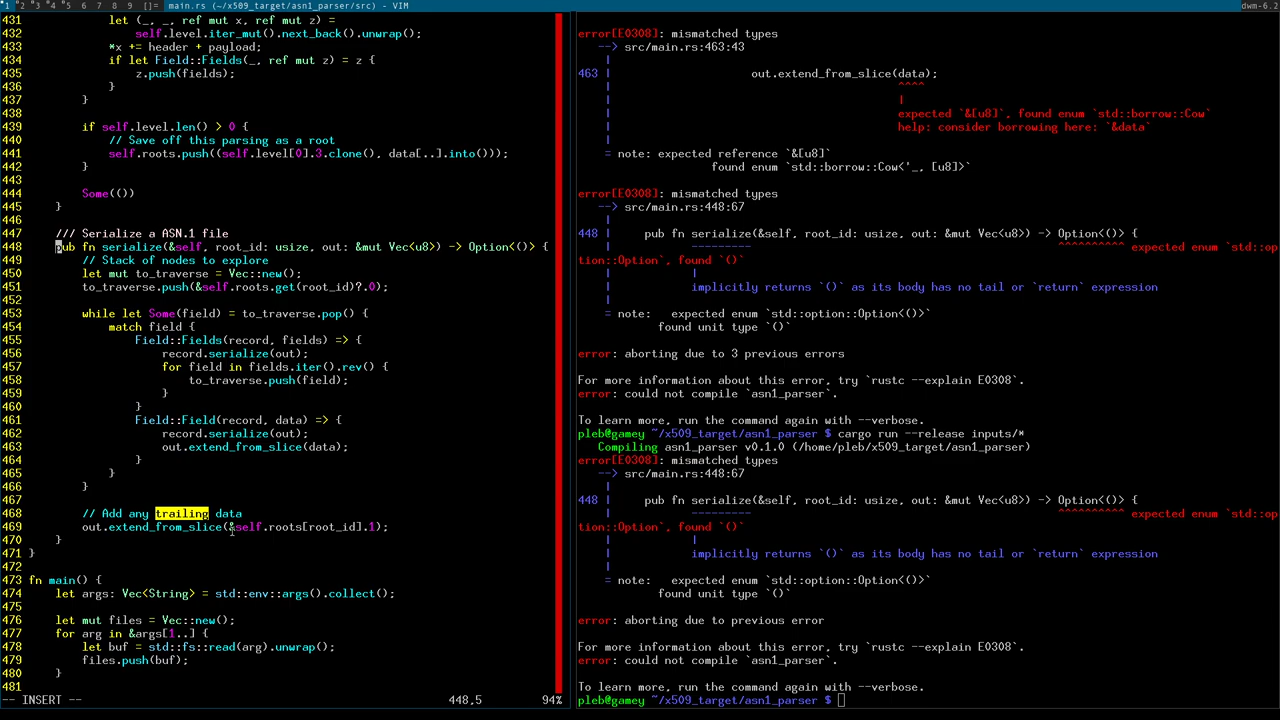 1 2 3 4 5 6 7 8 9 []= main.rs (~/x509_target/asn1_parser/src) - VIM dwm-6.2
431 let (_, _, ref mut x, ref mut z) =
432 self.level.iter_mut().next_back().unwrap();
433 *x += header + payload;
434 if let Field::Fields(_, ref mut z) = z {
435 z.push(fields);
436 }
437 }
438
439 if self.level.len() > 0 {
440 // Save off this parsing as a root
441 self.roots.push((self.level[0].3.clone(), data[..].into()));
442 }
443
444 Some(())
445 }
446
447 /// Serialize a ASN.1 file
448 pub fn serialize(&self, root_id: usize, out: &mut Vec<u8>) -> Option<()> {
449 // Stack of nodes to explore
450 let mut to_traverse = Vec::new();
451 to_traverse.push(&self.roots.get(root_id)?.0);
452
453 while let Some(field) = to_traverse.pop() {
454 match field {
455 Field::Fields(record, fields) => {
456 record.serialize(out);
457 for field in fields.iter().rev() {
458 to_traverse.push(field);
459 }
460 }
461 Field::Field(record, data) => {
462 record.serialize(out);
463 out.extend_from_slice(data);
464 }
465 }
466 }
467
468 // Add any trailing data
469 out.extend_from_slice(&self.roots[root_id].1);
470 }
471 }
472
473 fn main() {
474 let args: Vec<String> = std::env::args().collect();
475
476 let mut files = Vec::new();
477 for arg in &args[1..] {
478 let buf = std::fs::read(arg).unwrap();
479 files.push(buf);
480 }
481
-- INSERT -- 448,5 94%
error[E0308]: mismatched types
--> src/main.rs:463:43
|
463 | out.extend_from_slice(data);
| ^^^^
| |
| expected `&[u8]`, found enum `std::borrow::Cow`
| help: consider borrowing here: `&data`
|
= note: expected reference `&[u8]`
found enum `std::borrow::Cow<'_, [u8]>`

error[E0308]: mismatched types
--> src/main.rs:448:67
|
448 | pub fn serialize(&self, root_id: usize, out: &mut Vec<u8>) -> Option<()> {
| --------- ^^^^^^^^^^ expected enum `std::op
tion::Option`, found `()`
| |
| implicitly returns `()` as its body has no tail or `return` expression
|
= note: expected enum `std::option::Option<()>`
found unit type `()`

error: aborting due to 3 previous errors

For more information about this error, try `rustc --explain E0308`.
error: could not compile `asn1_parser`.

To learn more, run the command again with --verbose.
pleb@gamey ~/x509_target/asn1_parser $ cargo run --release inputs/*
Compiling asn1_parser v0.1.0 (/home/pleb/x509_target/asn1_parser)
error[E0308]: mismatched types
--> src/main.rs:448:67
|
448 | pub fn serialize(&self, root_id: usize, out: &mut Vec<u8>) -> Option<()> {
| --------- ^^^^^^^^^^ expected enum `std::op
tion::Option`, found `()`
| |
| implicitly returns `()` as its body has no tail or `return` expression
|
= note: expected enum `std::option::Option<()>`
found unit type `()`

error: aborting due to previous error

For more information about this error, try `rustc --explain E0308`.
error: could not compile `asn1_parser`.

To learn more, run the command again with --verbose.
pleb@gamey ~/x509_target/asn1_parser $